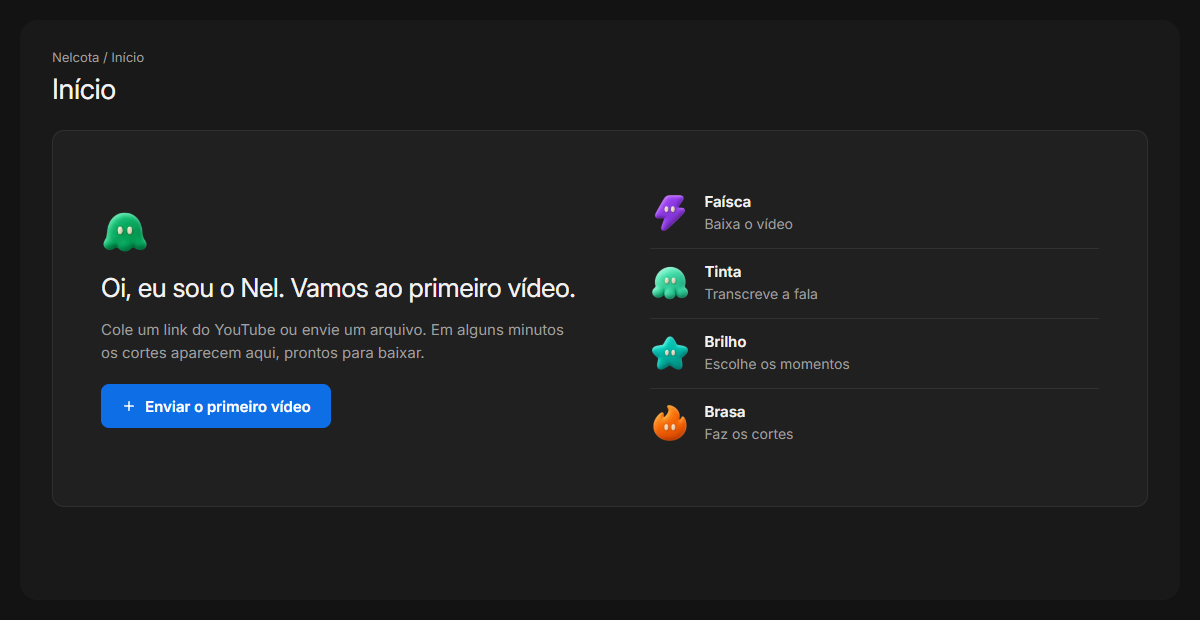 Nelcota / Início
Início
Oi, eu sou o Nel. Vamos ao primeiro vídeo.
Cole um link do YouTube ou envie um arquivo. Em alguns minutos
os cortes aparecem aqui, prontos para baixar.
+ Enviar o primeiro vídeo
Faísca
Baixa o vídeo
Tinta
Transcreve a fala
Brilho
Escolhe os momentos
Brasa
Faz os cortes